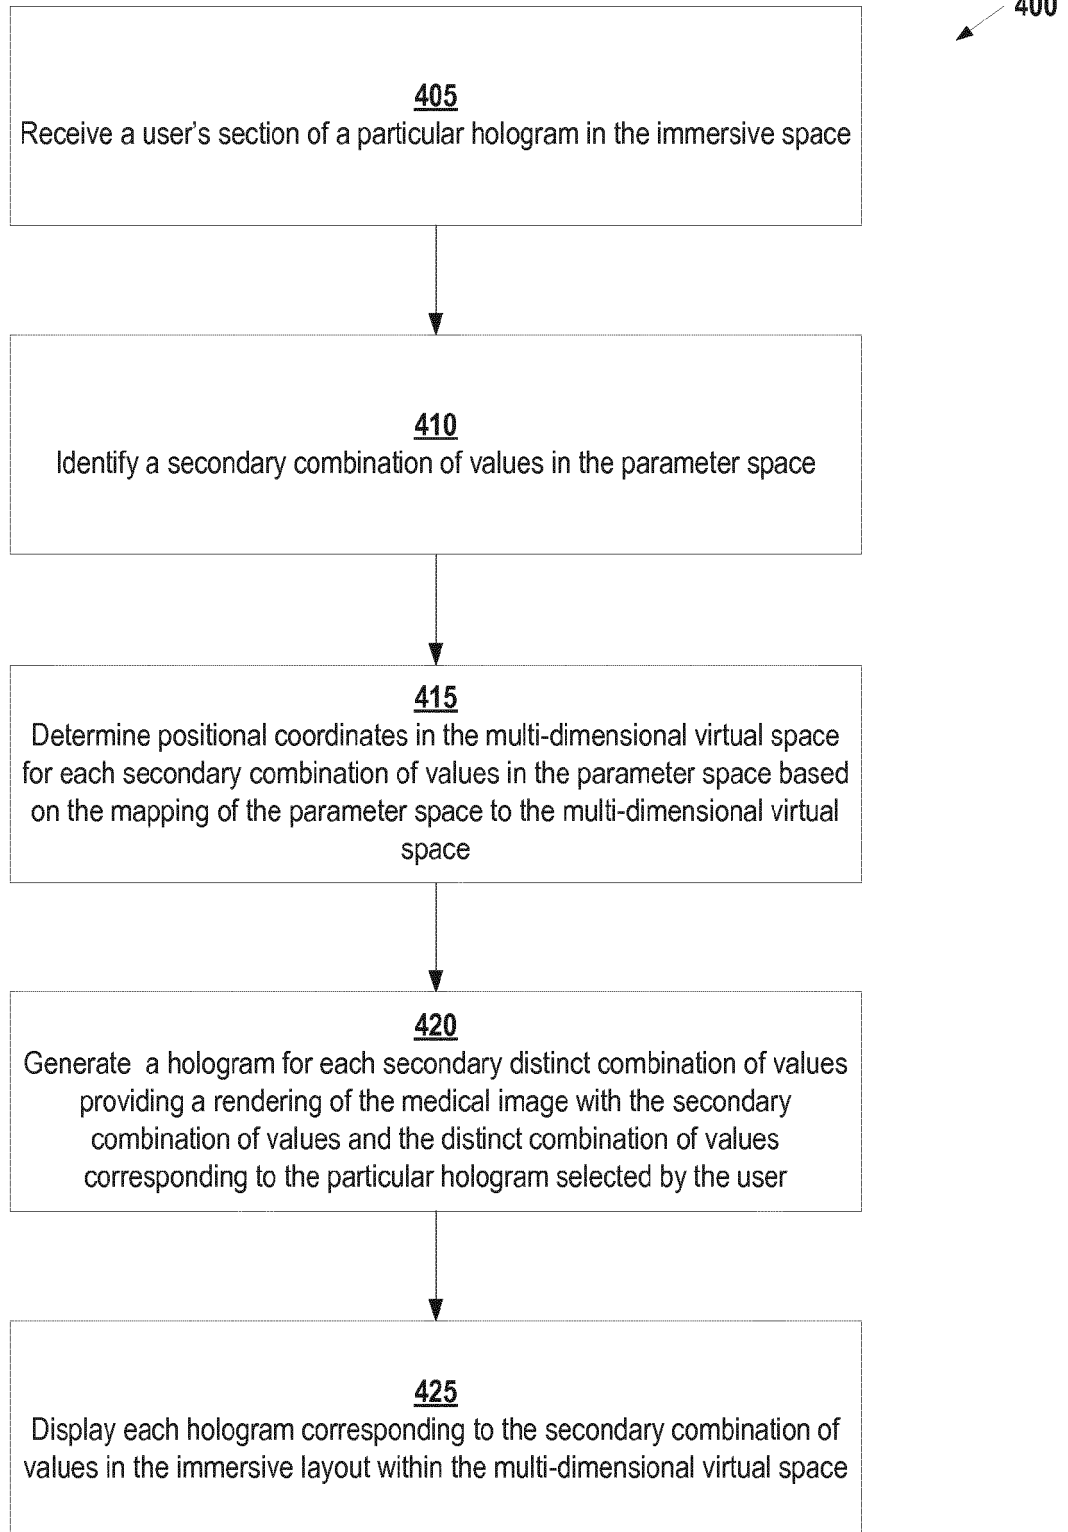 400
405
Receive a user's section of a particular hologram in the immersive space
410
Identify a secondary combination of values in the parameter space
415
Determine positional coordinates in the multi-dimensional virtual space
for each secondary combination of values in the parameter space based
on the mapping of the parameter space to the multi-dimensional virtual
space
420
Generate a hologram for each secondary distinct combination of values
providing a rendering of the medical image with the secondary
combination of values and the distinct combination of values
corresponding to the particular hologram selected by the user
425
Display each hologram corresponding to the secondary combination of
values in the immersive layout within the multi-dimensional virtual space